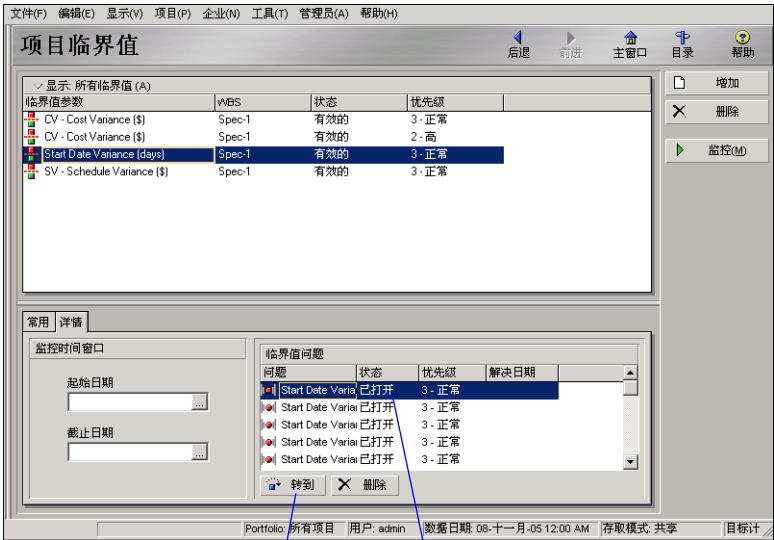 文件(F) 编辑(E) 显示(V) 项目(P) 企业(N) 工具(T) 管理员(A) 帮助(H)
项目临界值
后退 前进 主窗口 目录 帮助
显示: 所有临界值 (A)
临界值参数 WBS 状态 优先级
CV - Cost Variance ($) Spec-1 有效的 3 - 正常
CV - Cost Variance ($) Spec-1 有效的 2 - 高
Start Date Variance (days) Spec-1 有效的 3 - 正常
SV - Schedule Variance ($) Spec-1 有效的 3 - 正常
增加
删除
监控(M)
常用 详情
监控时间窗口
起始日期
...
截止日期
...
临界值问题
问题 状态 优先级 解决日期
Start Date Varia 已打开 3 - 正常
Start Date Varia 已打开 3 - 正常
Start Date Varia 已打开 3 - 正常
Start Date Varia 已打开 3 - 正常
Start Date Varia 已打开 3 - 正常
转到 删除
Portfolio: 所有项目 用户: admin 数据日期: 08-十一月-05 12:00 AM 存取模式: 共享 目标计